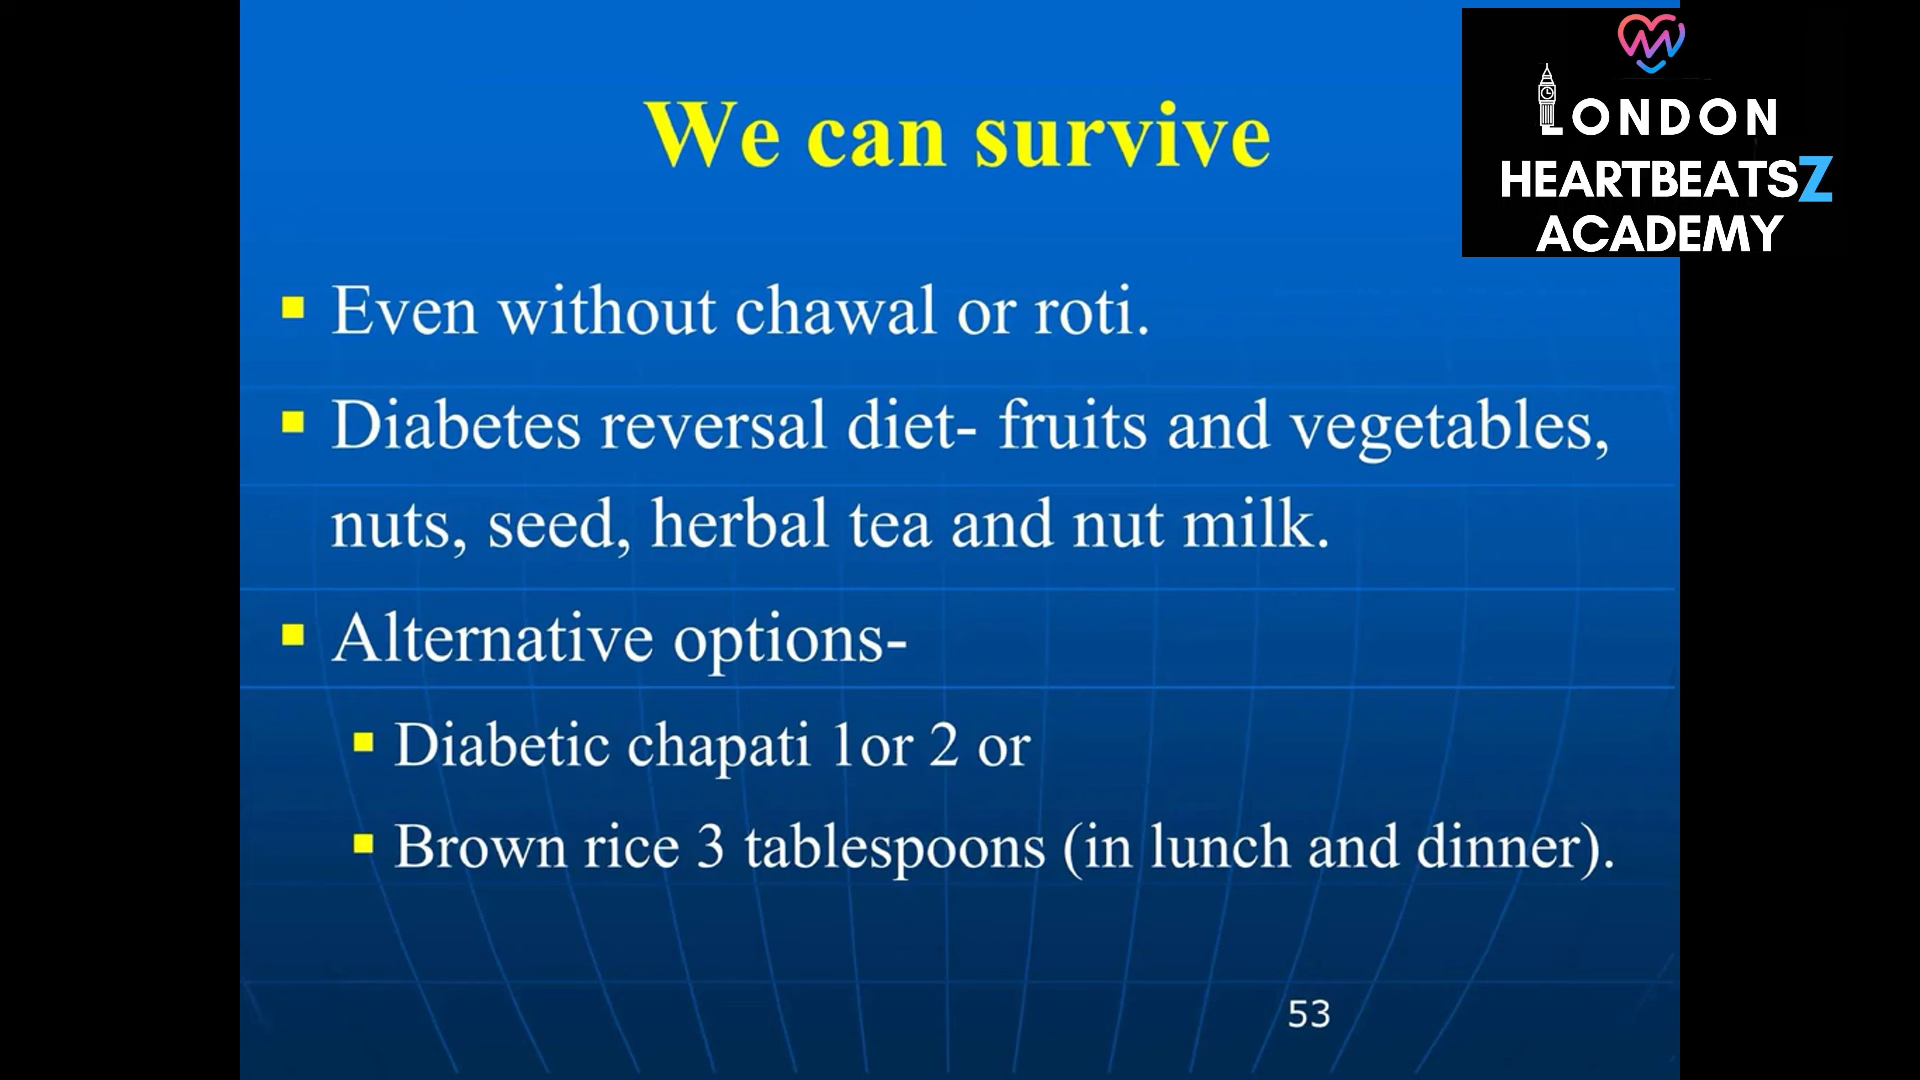 We can survive
LONDON
HEARTBEATSZ
ACADEMY
Even without chawal or roti.
Diabetes reversal diet- fruits and vegetables,
nuts, seed, herbal tea and nut milk.
Alternative options-
Diabetic chapati 1or 2 or
Brown rice 3 tablespoons (in lunch and dinner).
53